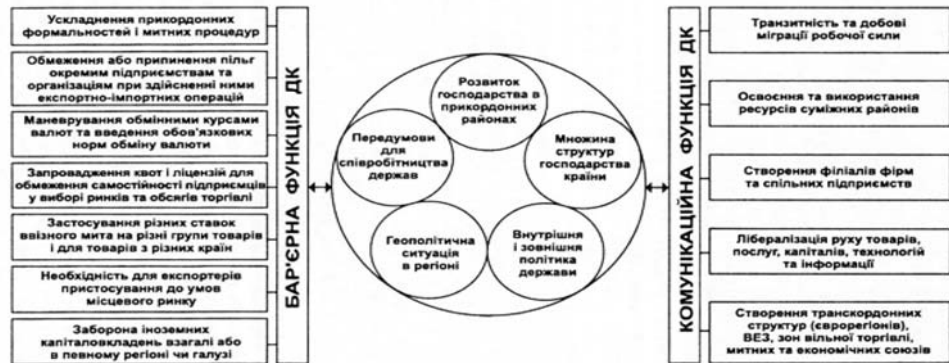 Ускладнення прикордонних
формальностей і митних процедур
Обмеження або припинення пільг
окремим підприємствам та
організаціям при здійсненні ними
експортно-імпортних операцій
Маневрування обмінними курсами
валют та введення обов'язкових
норм обміну валюти
Запровадження квот і ліцензій для
обмеження самостійності підприємців
у виборі ринків та обсягів торгівлі
Застосування різних ставок
ввізного мита на різні групи товарів
і для товарів з різних країн
Необхідність для експортерів
пристосування до умов
місцевого ринку
Заборона іноземних
капіталовкладень взагалі або
в певному регіоні чи галузі
БАР'ЄРНА ФУНКЦІЯ ДК
Розвиток
господарства в
прикордонних
районах
Передумови
для
співробітництва
держав
Множина
структур
господарства
країни
Геополітична
ситуація
в регіоні
Внутрішня
і зовнішня
політика
держави
КОМУНІКАЦІЙНА ФУНКЦІЯ ДК
Транзитність та добові
міграції робочої сили
Освоєння та використання
ресурсів суміжних районів
Створення філіалів фірм
та спільних підприємств
Лібералізація руху товарів,
послуг, капіталів, технологій
та інформації
Створення транскордонних
структур (єврорегіонів),
ВЕЗ, зон вільної торгівлі,
митних та економічних союзів